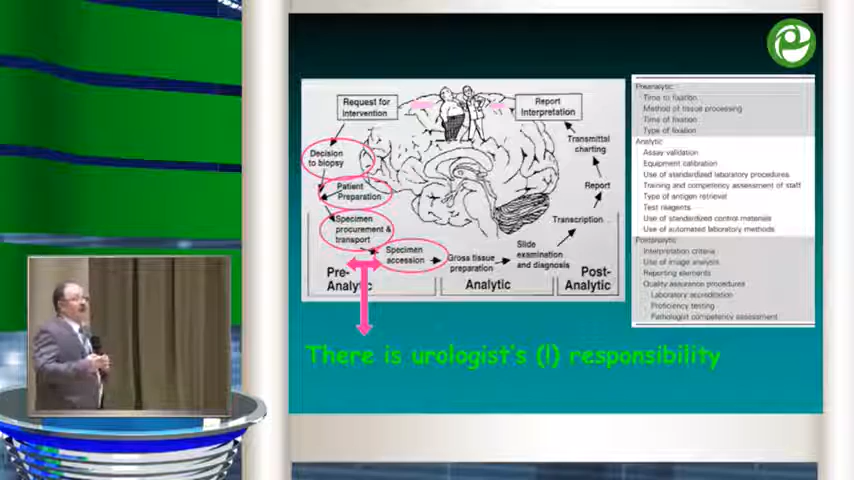 Request for
Intervention
Report
Interpretation
Decision
to biopsy
Patient
Preparation
Specimen
procurement &
transport
Specimen
accession
Gross tissue
preparation
Slide
examination
and diagnosis
Transcription
Report
Transmittal
charting
Pre-
Analytic
Analytic
Post-
Analytic
Preanalytic
Time to fixation
Method of tissue processing
Time of fixation
Type of fixation
Analytic
Assay validation
Equipment calibration
Use of standardized laboratory procedures
Training and competency assessment of staff
Type of antigen retrieval
Test reagents
Use of standardized control materials
Use of automated laboratory methods
Postanalytic
Interpretation criteria
Use of image analysis
Reporting elements
Quality assurance procedures
Laboratory accreditation
Proficiency testing
Pathologist competency assessment
There is urologist's (!) responsibility